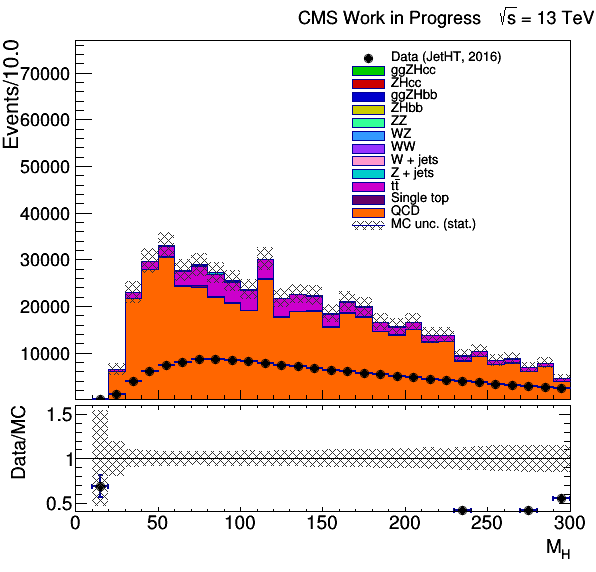 CMS Work in Progress √s = 13 TeV
Events/10.0
70000
60000
50000
40000
30000
20000
10000
Data (JetHT, 2016)
ggZHcc
ZHcc
ggZHbb
ZHbb
ZZ
WZ
WW
W + jets
Z + jets
tt̄
Single top
QCD
MC unc. (stat.)
Data/MC
1.5
1
0.5
0 50 100 150 200 250 300
M_H